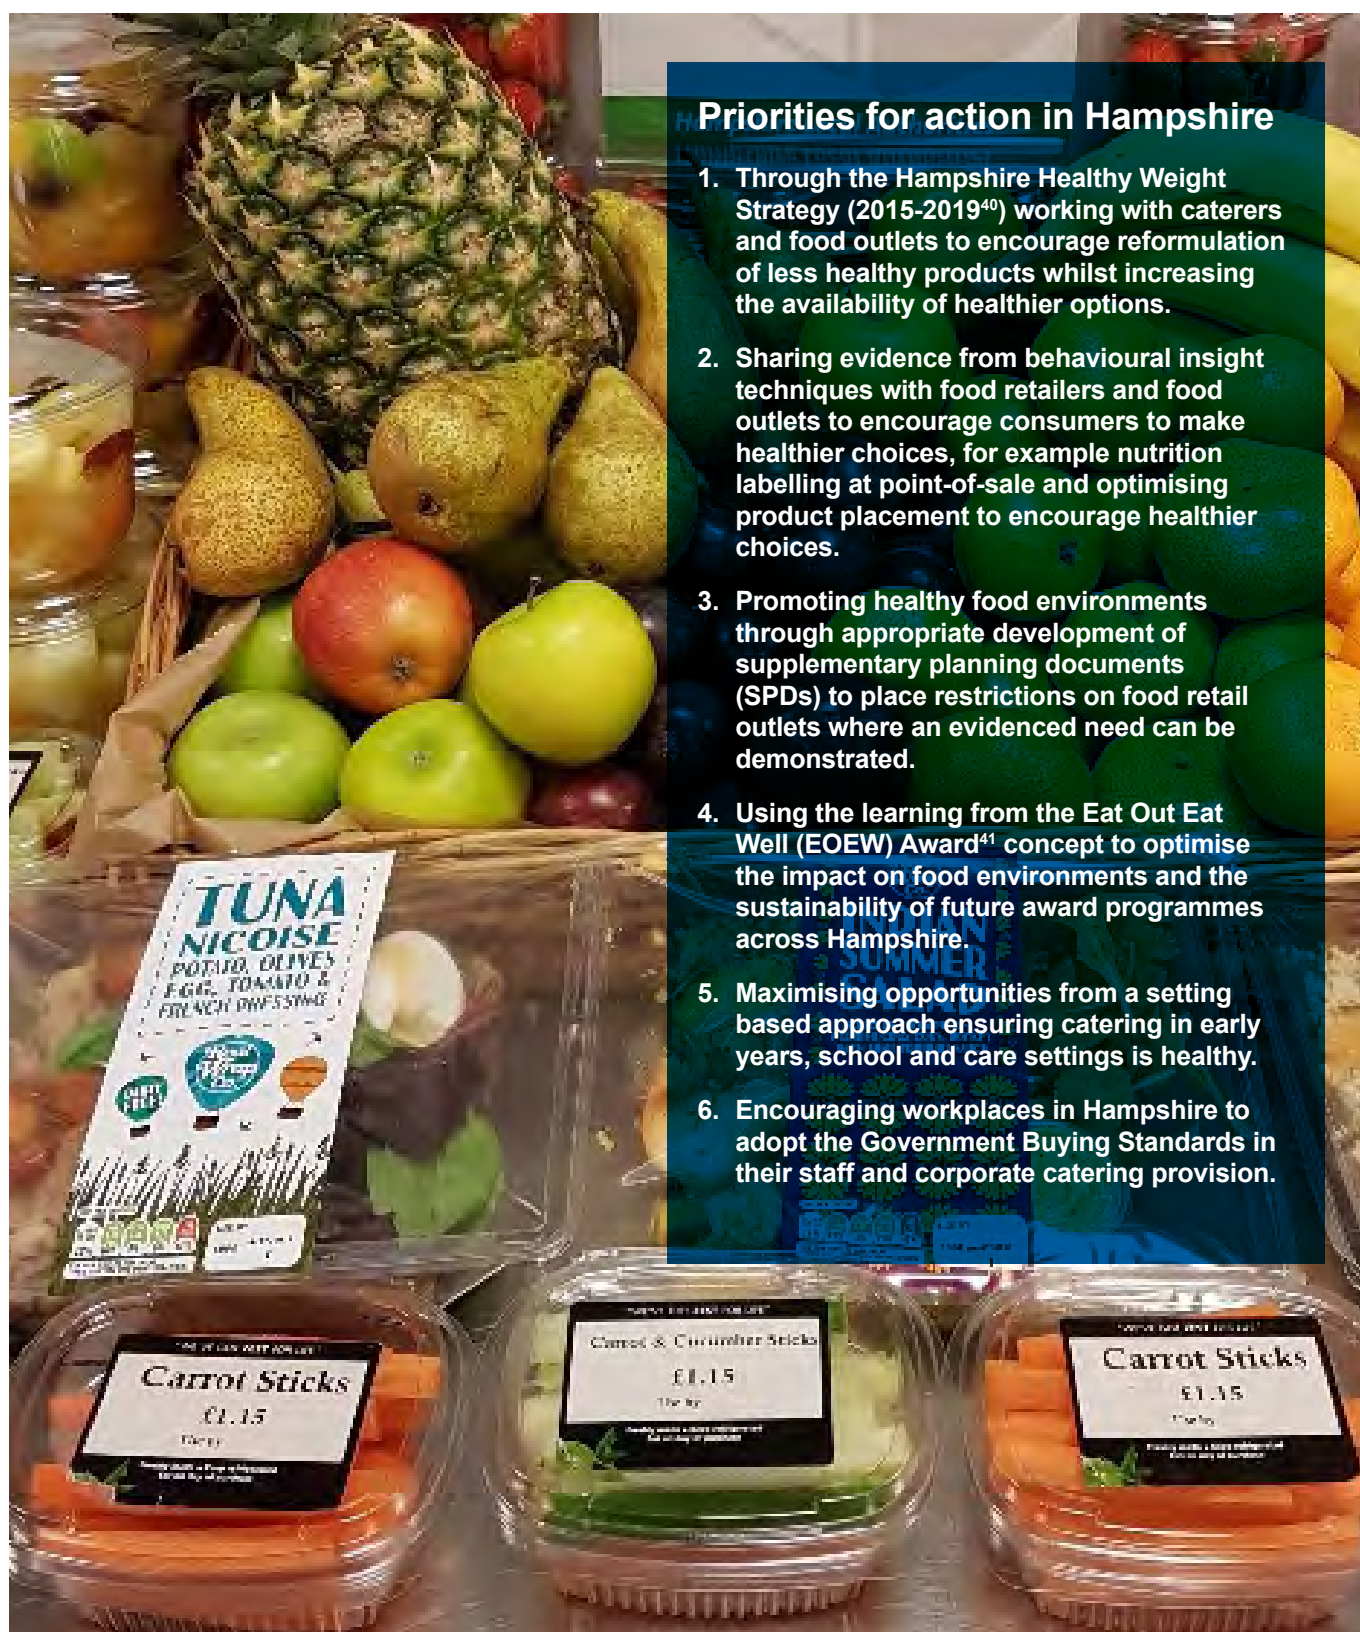 Priorities for action in Hampshire
1. Through the Hampshire Healthy Weight
Strategy (2015-2019⁴⁰) working with caterers
and food outlets to encourage reformulation
of less healthy products whilst increasing
the availability of healthier options.
2. Sharing evidence from behavioural insight
techniques with food retailers and food
outlets to encourage consumers to make
healthier choices, for example nutrition
labelling at point-of-sale and optimising
product placement to encourage healthier
choices.
3. Promoting healthy food environments
through appropriate development of
supplementary planning documents
(SPDs) to place restrictions on food retail
outlets where an evidenced need can be
demonstrated.
4. Using the learning from the Eat Out Eat
Well (EOEW) Award⁴¹ concept to optimise
the impact on food environments and the
sustainability of future award programmes
across Hampshire.
5. Maximising opportunities from a setting
based approach ensuring catering in early
years, school and care settings is healthy.
6. Encouraging workplaces in Hampshire to
adopt the Government Buying Standards in
their staff and corporate catering provision.
TUNA
NICOISE
POTATO, OLIVES
EGG, TOMATO &
FRENCH DRESSING
INDIAN
SUMMER
SALAD
Carrot Sticks
£1.15
Use by
Carrot & Cucumber Sticks
£1.15
Use by
Carrot Sticks
£1.15
Use by